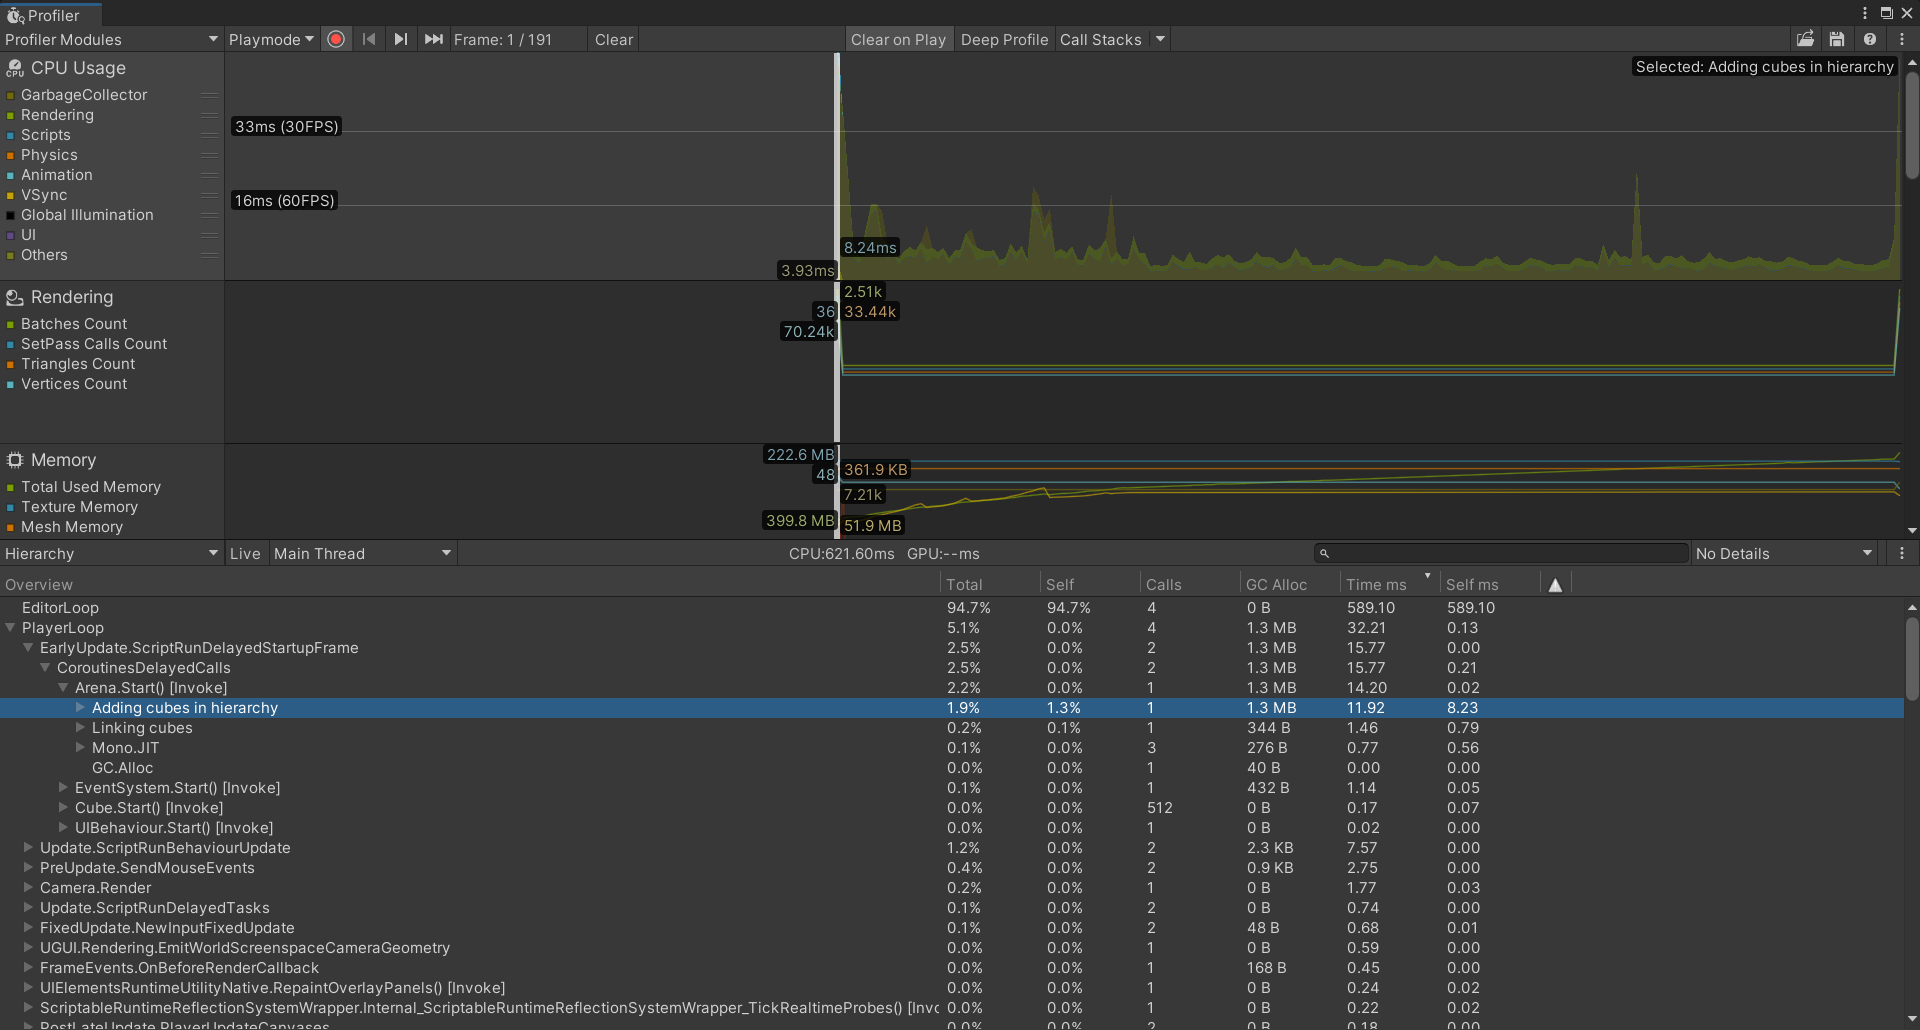 Profiler
Profiler Modules Playmode Frame: 1 / 191 Clear Clear on Play Deep Profile Call Stacks
CPU Usage
GarbageCollector
Rendering
Scripts
Physics
Animation
VSync
Global Illumination
UI
Others
Selected: Adding cubes in hierarchy
33ms (30FPS)
16ms (60FPS)
8.24ms
3.93ms
Rendering
Batches Count
SetPass Calls Count
Triangles Count
Vertices Count
2.51k
36 33.44k
70.24k
Memory
Total Used Memory
Texture Memory
Mesh Memory
222.6 MB
48 361.9 KB
7.21k
399.8 MB 51.9 MB
Hierarchy Live Main Thread CPU:621.60ms GPU:--ms No Details
Overview Total Self Calls GC Alloc Time ms Self ms
EditorLoop 94.7% 94.7% 4 0 B 589.10 589.10
PlayerLoop 5.1% 0.0% 4 1.3 MB 32.21 0.13
EarlyUpdate.ScriptRunDelayedStartupFrame 2.5% 0.0% 2 1.3 MB 15.77 0.00
CoroutinesDelayedCalls 2.5% 0.0% 2 1.3 MB 15.77 0.21
Arena.Start() [Invoke] 2.2% 0.0% 1 1.3 MB 14.20 0.02
Adding cubes in hierarchy 1.9% 1.3% 1 1.3 MB 11.92 8.23
Linking cubes 0.2% 0.1% 1 344 B 1.46 0.79
Mono.JIT 0.1% 0.0% 3 276 B 0.77 0.56
GC.Alloc 0.0% 0.0% 1 40 B 0.00 0.00
EventSystem.Start() [Invoke] 0.1% 0.0% 1 432 B 1.14 0.05
Cube.Start() [Invoke] 0.0% 0.0% 512 0 B 0.17 0.07
UIBehaviour.Start() [Invoke] 0.0% 0.0% 1 0 B 0.02 0.00
Update.ScriptRunBehaviourUpdate 1.2% 0.0% 2 2.3 KB 7.57 0.00
PreUpdate.SendMouseEvents 0.4% 0.0% 2 0.9 KB 2.75 0.00
Camera.Render 0.2% 0.0% 1 0 B 1.77 0.03
Update.ScriptRunDelayedTasks 0.1% 0.0% 2 0 B 0.74 0.00
FixedUpdate.NewInputFixedUpdate 0.1% 0.0% 2 48 B 0.68 0.01
UGUI.Rendering.EmitWorldScreenspaceCameraGeometry 0.0% 0.0% 1 0 B 0.59 0.00
FrameEvents.OnBeforeRenderCallback 0.0% 0.0% 1 168 B 0.45 0.00
UIElementsRuntimeUtilityNative.RepaintOverlayPanels() [Invoke] 0.0% 0.0% 1 0 B 0.24 0.02
ScriptableRuntimeReflectionSystemWrapper.Internal_ScriptableRuntimeReflectionSystemWrapper_TickRealtimeProbes() [Invo 0.0% 0.0% 1 0 B 0.22 0.02
PostLateUpdate.PlayerUpdateCanvases 0.0% 0.0% 2 0 B 0.18 0.00